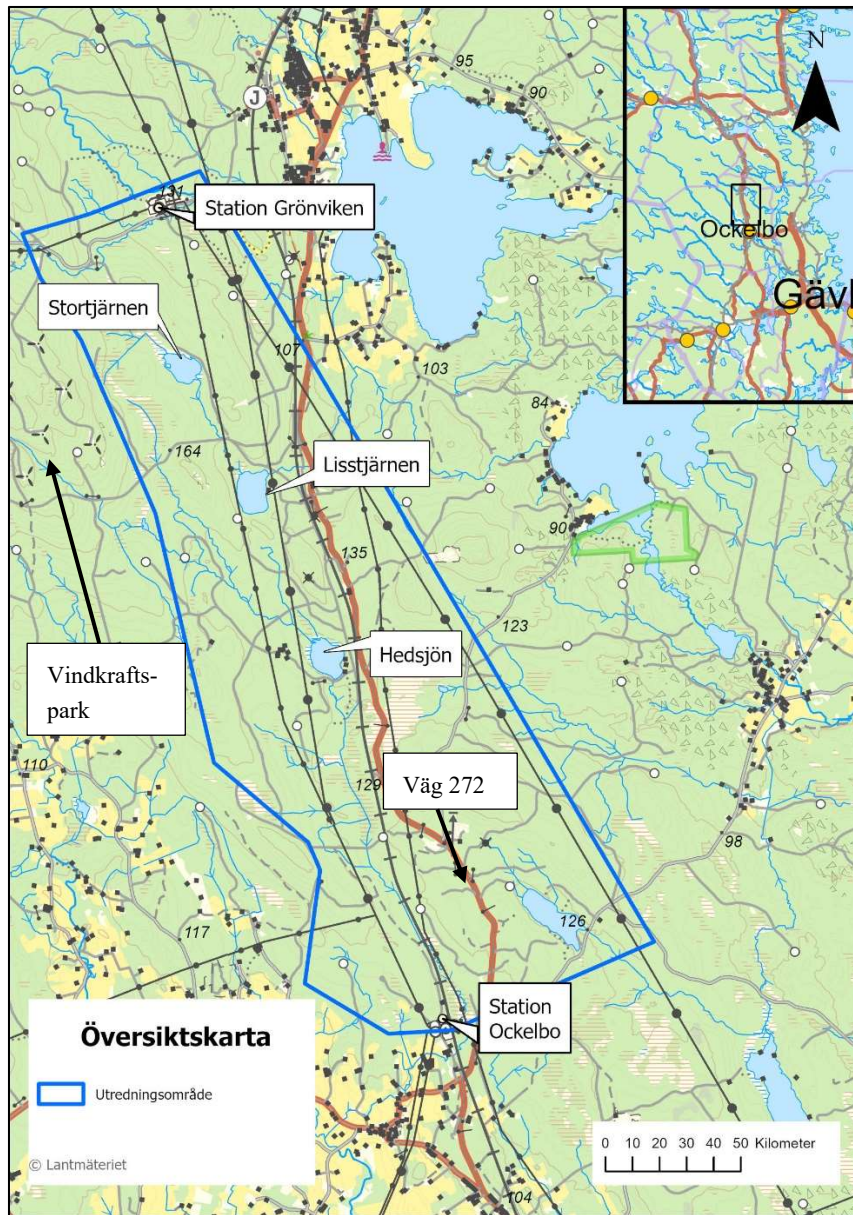 95
90
J
N
131
Station Grönviken
Ockelbo
Gävl
Stortjärnen
107
103
84
164
Lisstjärnen
90
135
123
Hedsjön
Vindkrafts-
park
110
129
Väg 272
98
126
117
Station
Ockelbo
Översiktskarta
Utredningsområde
0 10 20 30 40 50 Kilometer
© Lantmäteriet
104